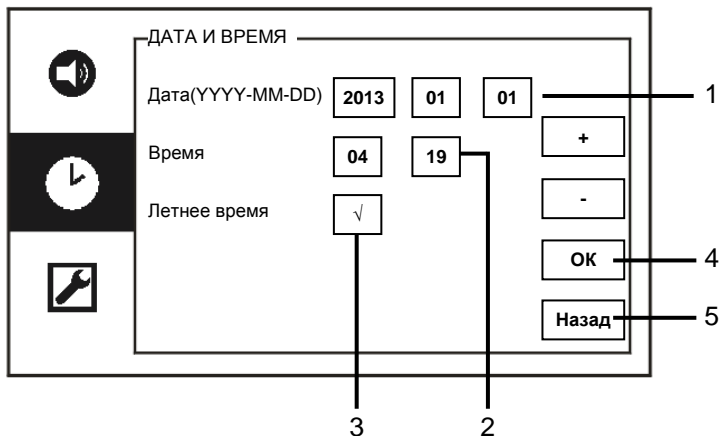 ДАТА И ВРЕМЯ
Дата(YYYY-MM-DD) 2013 01 01 1
+
Время 04 19
-
Летнее время √
ОК 4
Назад 5
3 2